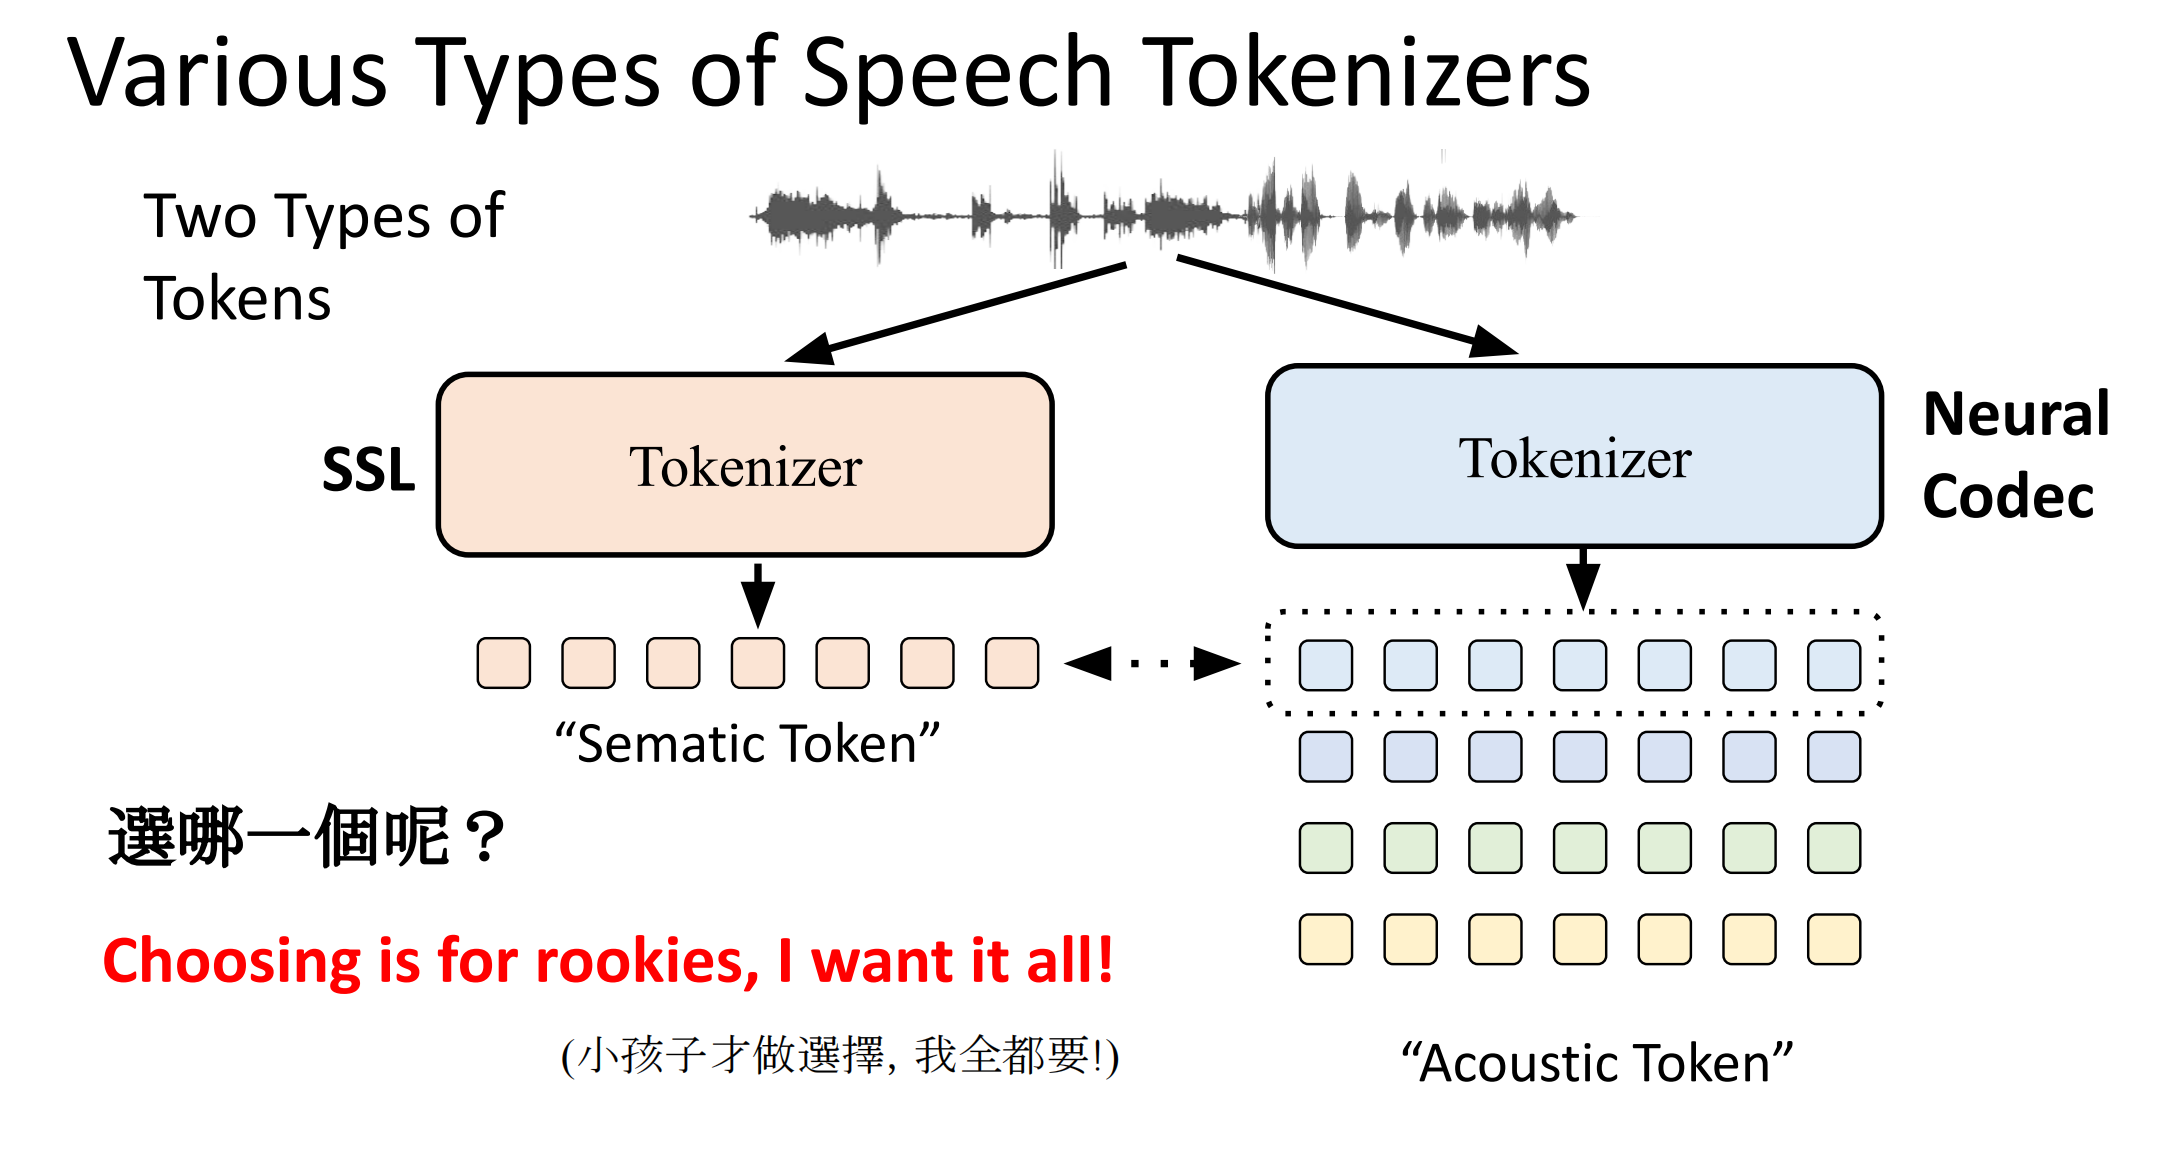 Various Types of Speech Tokenizers
Two Types of
Tokens
SSL
Tokenizer
Tokenizer
Neural
Codec
“Sematic Token”
選哪一個呢？
Choosing is for rookies, I want it all!
(小孩子才做選擇, 我全都要!)
“Acoustic Token”